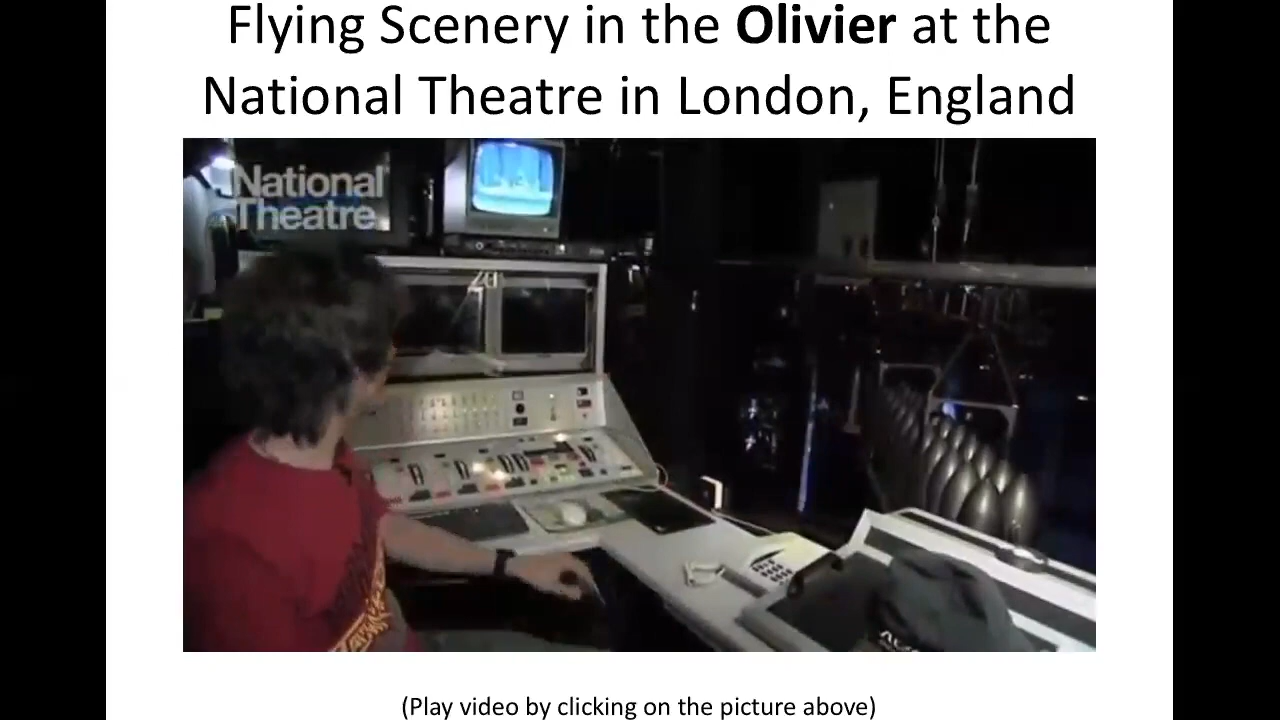 Flying Scenery in the Olivier at the
National Theatre in London, England
National
Theatre
(Play video by clicking on the picture above)